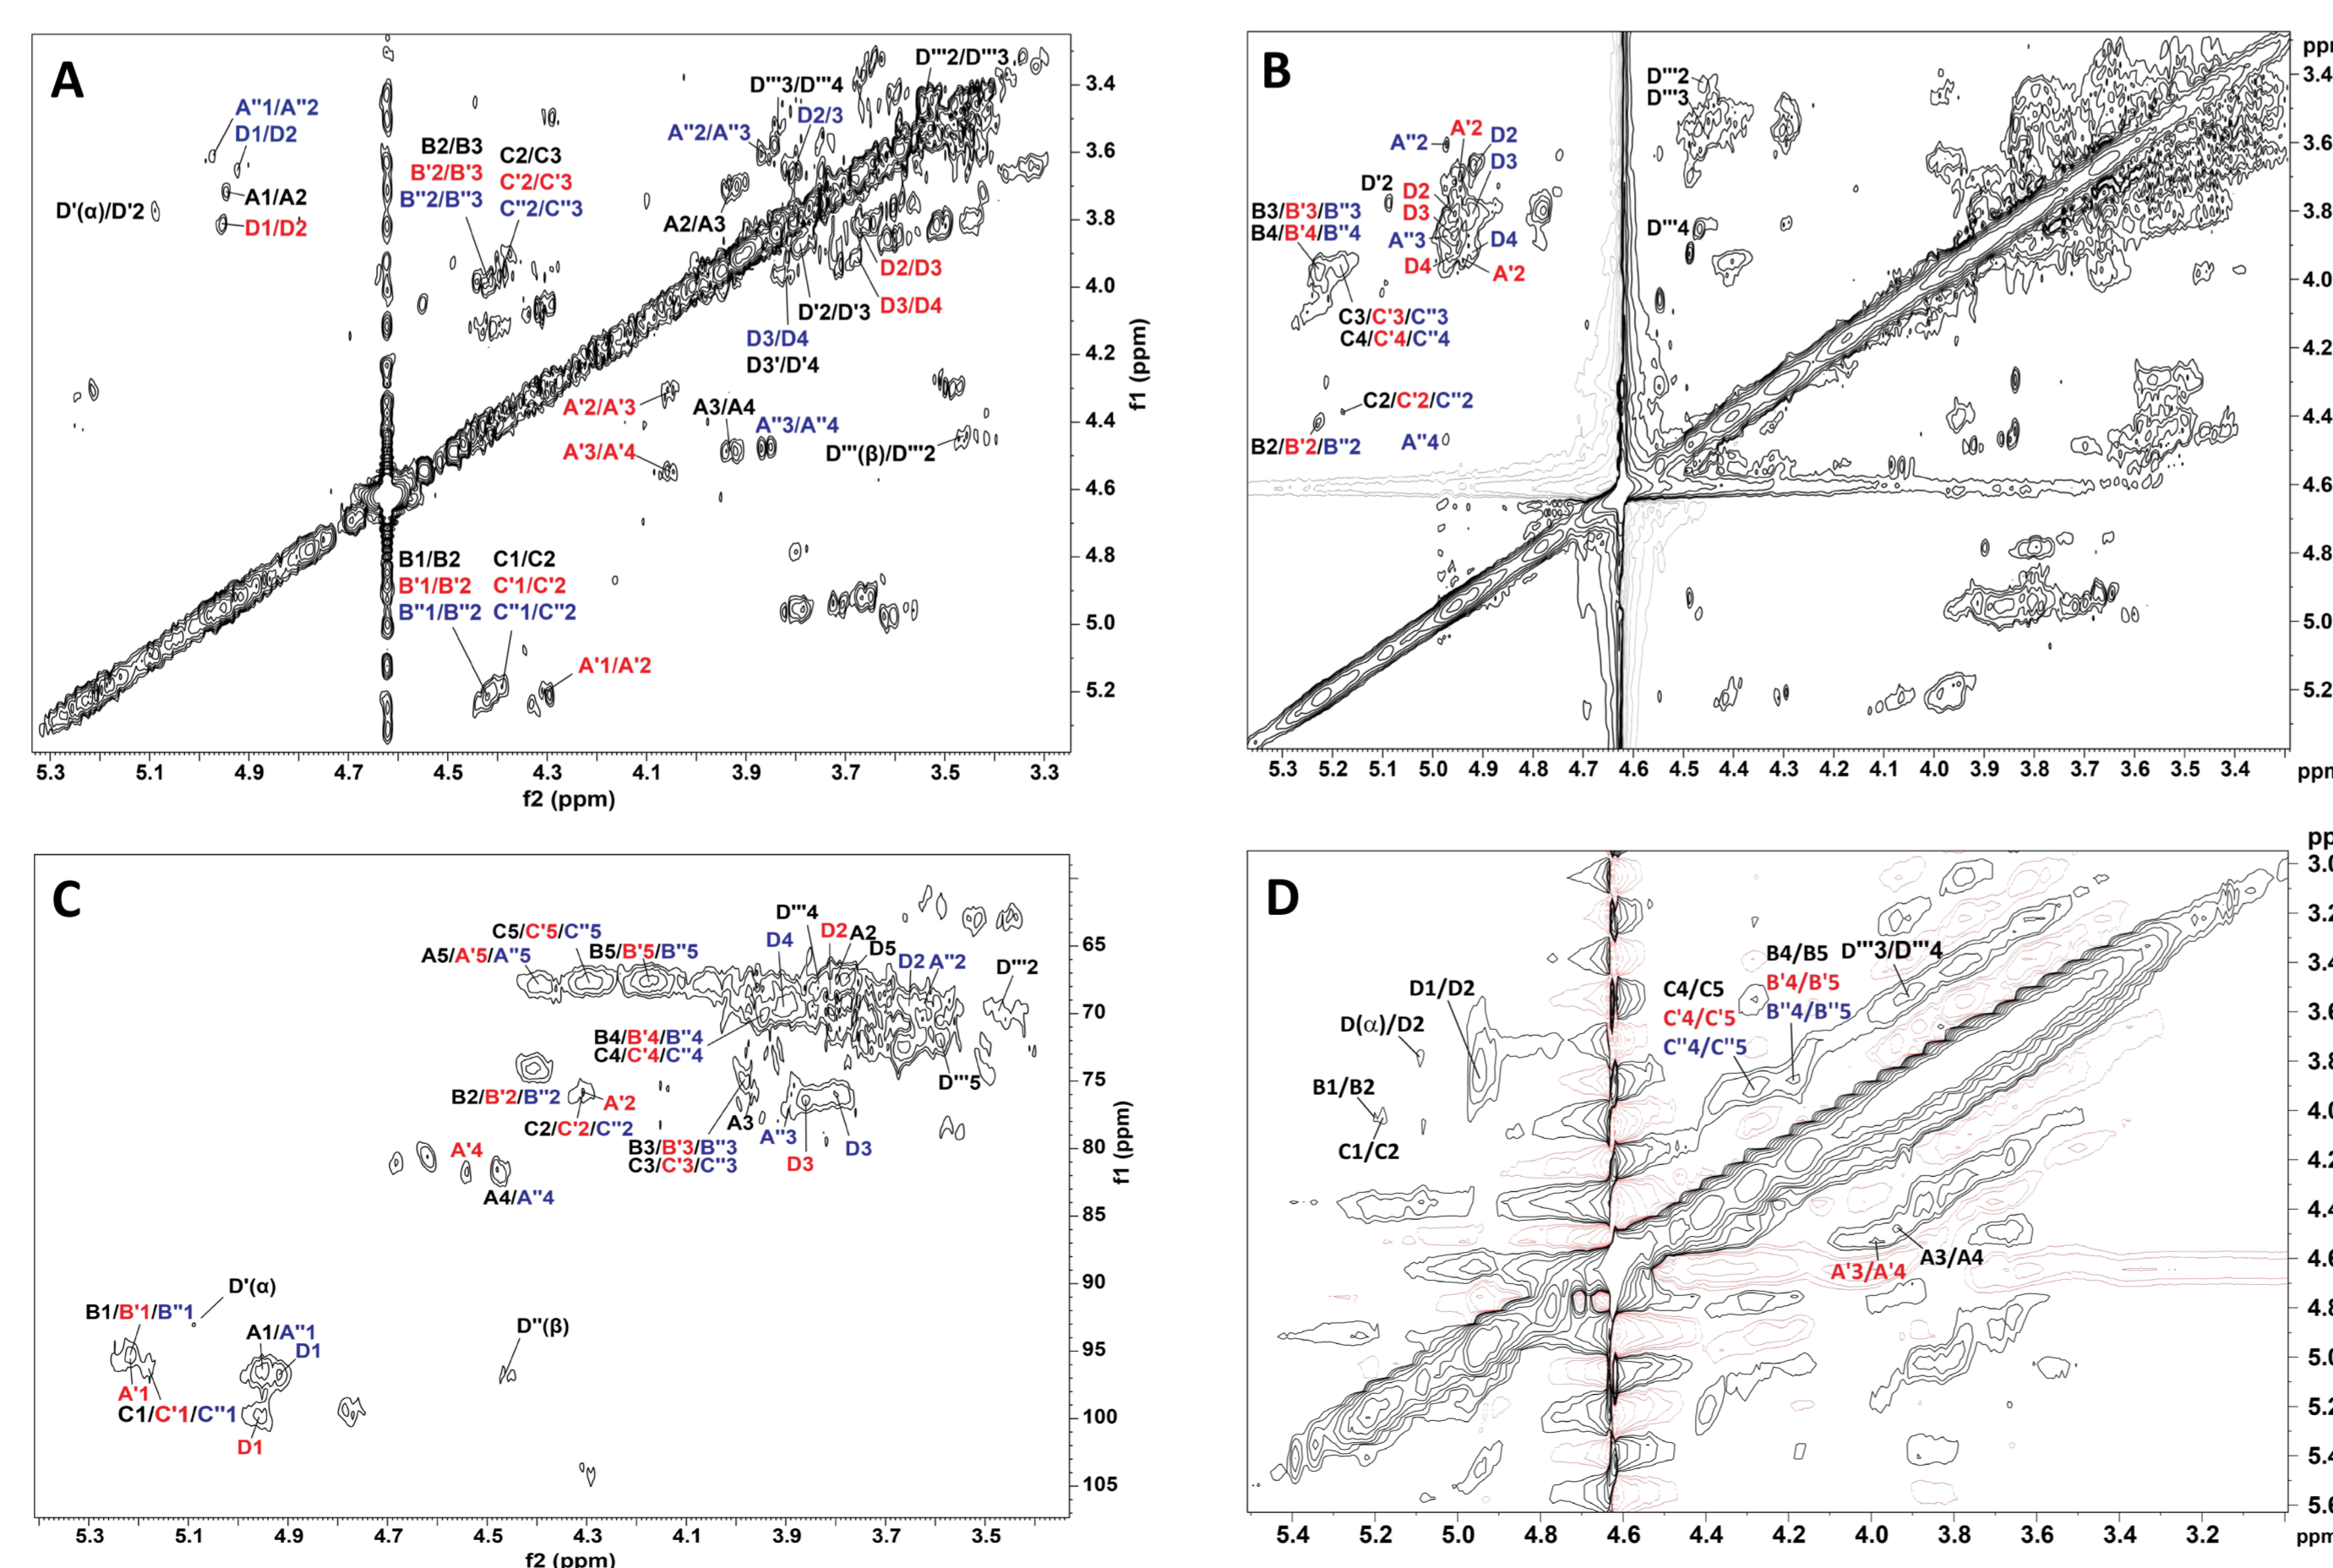 A
A''1/A''2
D1/D2
D'(α)/D'2
A1/A2
D1/D2
B2/B3
B'2/B'3
B''2/B''3
C2/C3
C'2/C'3
C''2/C''3
D'''2/D'''3
D'''3/D'''4
D2/3
A''2/A''3
A2/A3
D2/D3
D3/D4
D'2/D'3
D3/D4
D3'/D'4
A'2/A'3
A3/A4
A''3/A''4
A'3/A'4
D'''(β)/D'''2
B1/B2
B'1/B'2
B''1/B''2
C1/C2
C'1/C'2
C''1/C''2
A'1/A'2
3.4
3.6
3.8
4.0
4.2
4.4
4.6
4.8
5.0
5.2
f1 (ppm)
5.3 5.1 4.9 4.7 4.5 4.3 4.1 3.9 3.7 3.5 3.3
f2 (ppm)
B
D'''2
D'''3
A'2
D2
A''2
D3
D'2
D2
D3
B3/B'3/B''3
B4/B'4/B''4
A''3
D4
D4
A'2
D'''4
C3/C'3/C''3
C4/C'4/C''4
C2/C'2/C''2
B2/B'2/B''2
A''4
3.4
3.6
3.8
4.0
4.2
4.4
4.6
4.8
5.0
5.2
5.3 5.2 5.1 5.0 4.9 4.8 4.7 4.6 4.5 4.4 4.3 4.2 4.1 4.0 3.9 3.8 3.7 3.6 3.5 3.4
C
C5/C'5/C''5
A5/A'5/A''5
B5/B'5/B''5
D'''4
D4
D2
A2
D5
D2
A''2
D'''2
B4/B'4/B''4
C4/C'4/C''4
D'''5
B2/B'2/B''2
A'2
C2/C'2/C''2
A3
A''3
D3
D3
B3/B'3/B''3
C3/C'3/C''3
A'4
A4/A''4
D'(α)
B1/B'1/B''1
A1/A''1
D1
D''(β)
A'1
C1/C'1/C''1
D1
65
70
75
80
85
90
95
100
105
f1 (ppm)
5.3 5.1 4.9 4.7 4.5 4.3 4.1 3.9 3.7 3.5
f2 (ppm)
D
D1/D2
D(α)/D2
B1/B2
C1/C2
C4/C5
C'4/C'5
C''4/C''5
B4/B5
B'4/B'5
B''4/B''5
D'''3/D'''4
A'3/A'4
A3/A4
3.2
3.4
3.6
3.8
4.0
4.4
4.8
5.0
5.4
5.4 5.2 5.0 4.8 4.6 4.4 4.2 4.0 3.8 3.6 3.4 3.2